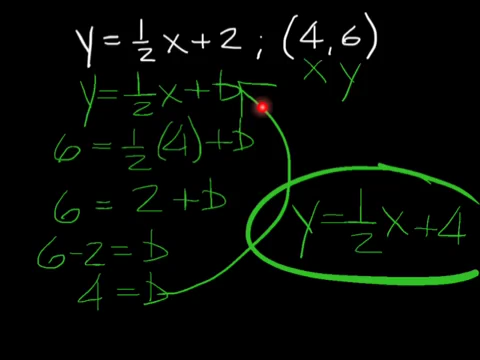 y = 1/2 x + 2 ; (4, 6)
x y
y = 1/2 x + b
6 = 1/2 (4) + b
6 = 2 + b
6 - 2 = b
4 = b
y = 1/2 x + 4